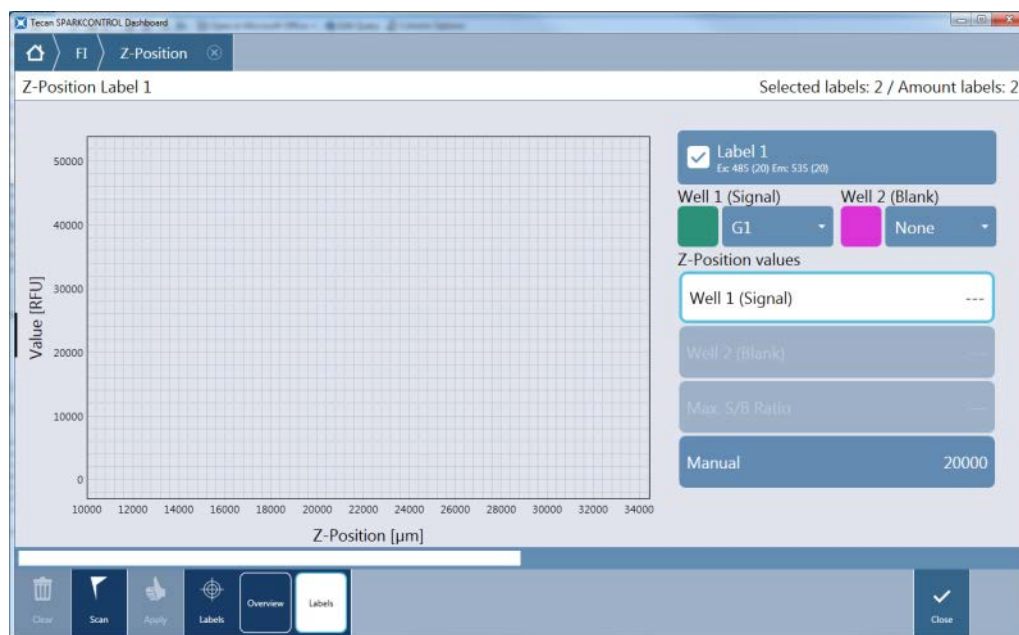 Tecan SPARKCONTROL Dashboard
FI
Z-Position
Z-Position Label 1
Selected labels: 2 / Amount labels: 2
50000
40000
30000
20000
10000
0
Value [RFU]
10000 12000 14000 16000 18000 20000 22000 24000 26000 28000 30000 32000 34000
Z-Position [µm]
Label 1
Ex: 485 (20) Em: 535 (20)
Well 1 (Signal) Well 2 (Blank)
G1 None
Z-Position values
Well 1 (Signal) ---
Well 2 (Blank) ---
Max. S/B Ratio ---
Manual 20000
Clear Scan Apply Labels Overview Labels Close